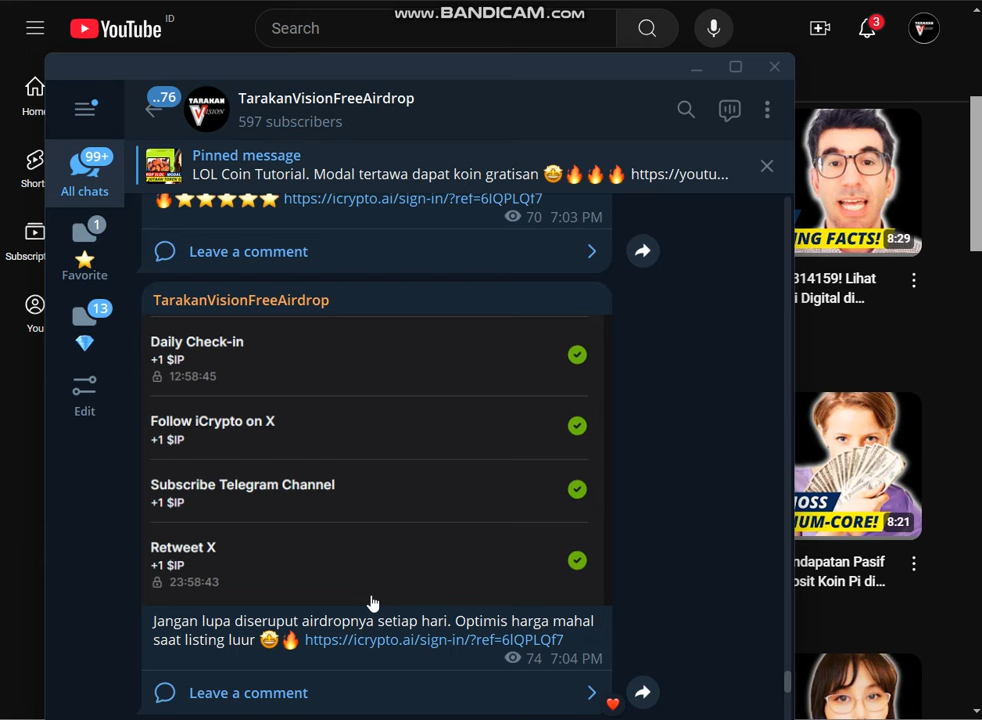 www.BANDICAM.com
YouTube
ID
Search
3
Home
Shorts
Subscript
You
..76
TARAKAN
VISION
TarakanVisionFreeAirdrop
597 subscribers
99+
All chats
1
Favorite
13
Edit
Pinned message
LOL Coin Tutorial. Modal tertawa dapat koin gratisan 🤩🔥🔥🔥 https://youtu...
🔥⭐⭐⭐⭐⭐ https://icrypto.ai/sign-in/?ref=6lQPLQf7
70 7:03 PM
Leave a comment
TarakanVisionFreeAirdrop
Daily Check-in
+1 $IP
12:58:45
Follow iCrypto on X
+1 $IP
Subscribe Telegram Channel
+1 $IP
Retweet X
+1 $IP
23:58:43
Jangan lupa diseruput airdropnya setiap hari. Optimis harga mahal
saat listing luur 🤩🔥 https://icrypto.ai/sign-in/?ref=6lQPLQf7
74 7:04 PM
Leave a comment
NG FACTS!
8:29
314159! Lihat
i Digital di...
OSS
UM-CORE!
8:21
ndapatan Pasif
osit Koin Pi di...